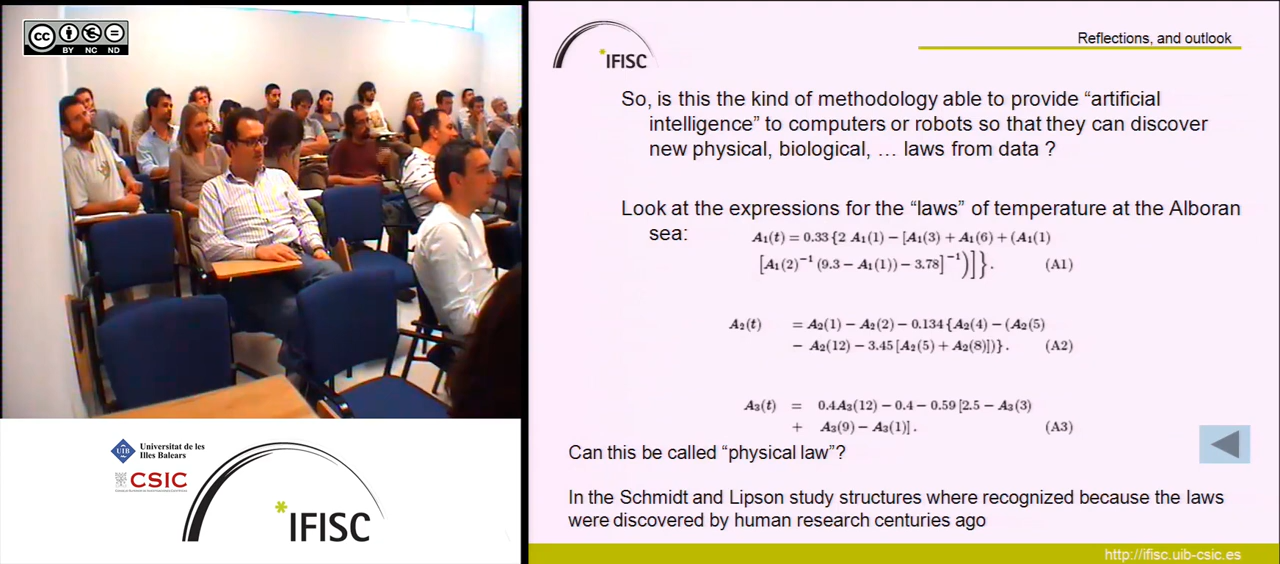 cc
BY NC ND
Universitat de les
Illes Balears
UIB
CSIC
*IFISC
*IFISC
Reflections, and outlook
So, is this the kind of methodology able to provide “artificial
intelligence” to computers or robots so that they can discover
new physical, biological, … laws from data ?
Look at the expressions for the “laws” of temperature at the Alboran
sea:
A₁(t) = 0.33 {2 A₁(1) − [A₁(3) + A₁(6) + (A₁(1)
[A₁(2)⁻¹ (9.3 − A₁(1)) − 3.78]⁻¹)]}. (A1)
A₂(t) = A₂(1) − A₂(2) − 0.134 {A₂(4) − (A₂(5)
− A₂(12) − 3.45 [A₂(5) + A₂(8)])}. (A2)
A₃(t) = 0.4A₃(12) − 0.4 − 0.59 [2.5 − A₃(3)
+ A₃(9) − A₃(1)]. (A3)
Can this be called “physical law”?
In the Schmidt and Lipson study structures where recognized because the laws
were discovered by human research centuries ago
http://ifisc.uib-csic.es